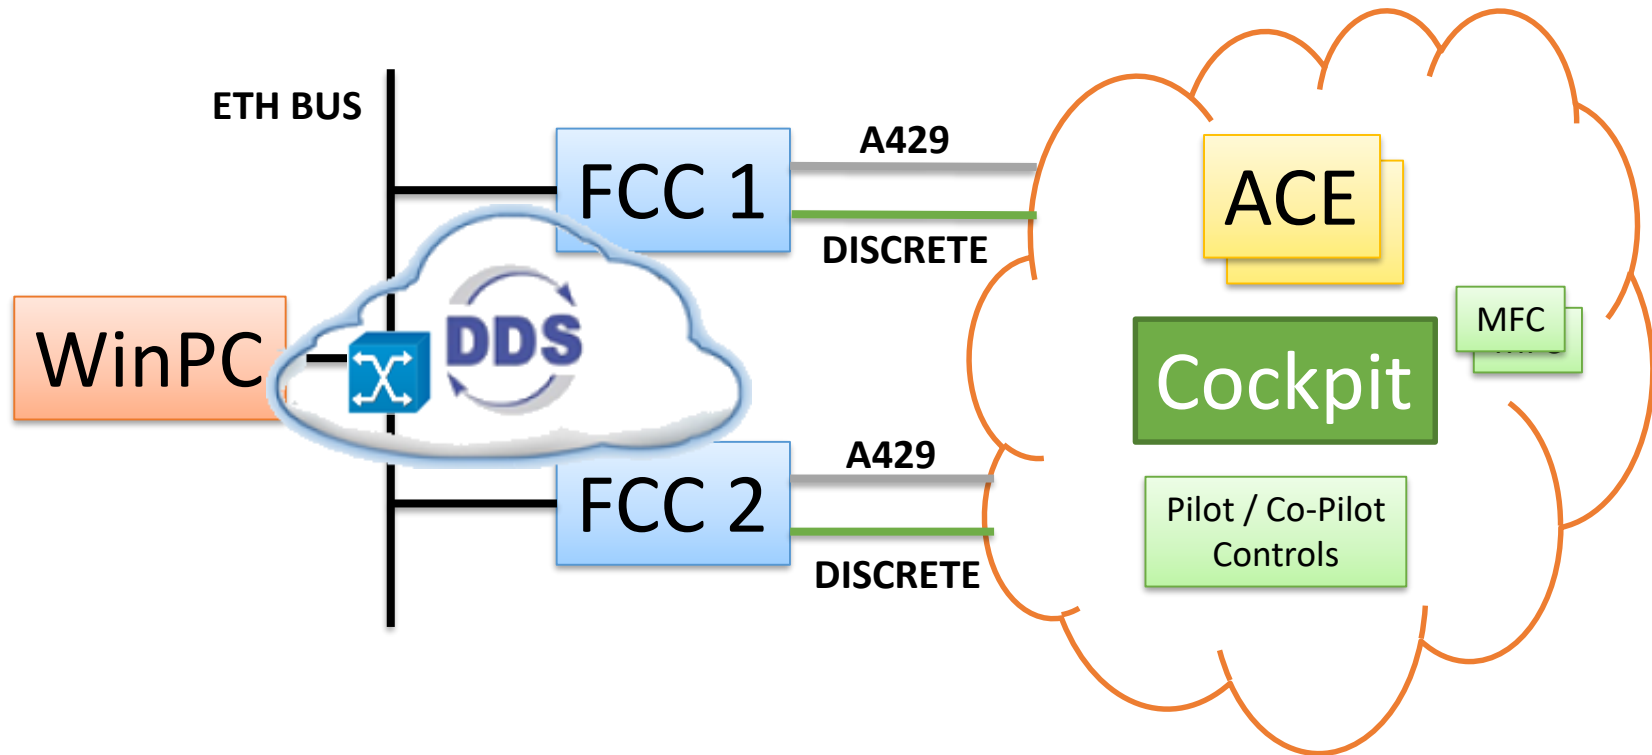 ETH BUS
A429
FCC 1
DISCRETE
ACE
DDS
WinPC
MFC
Cockpit
A429
FCC 2
DISCRETE
Pilot / Co-Pilot
Controls